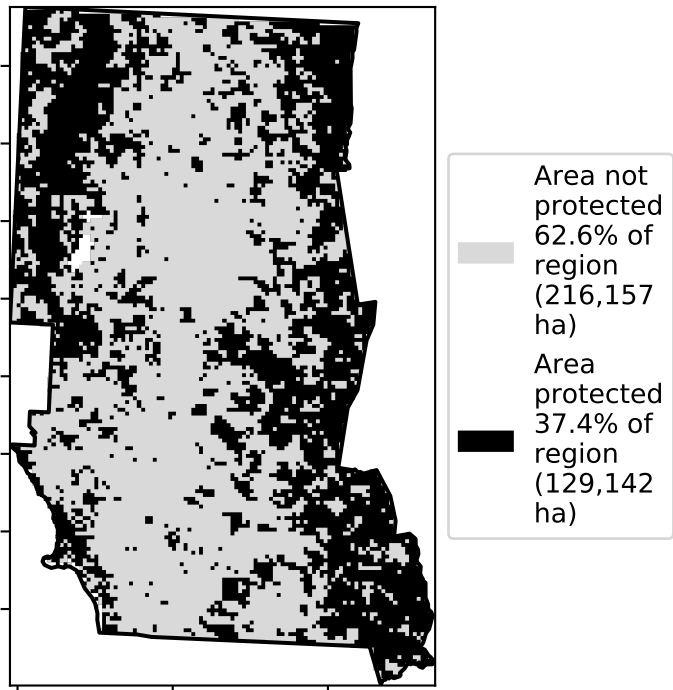 Area not
protected
62.6% of
region
(216,157
ha)
Area
protected
37.4% of
region
(129,142
ha)